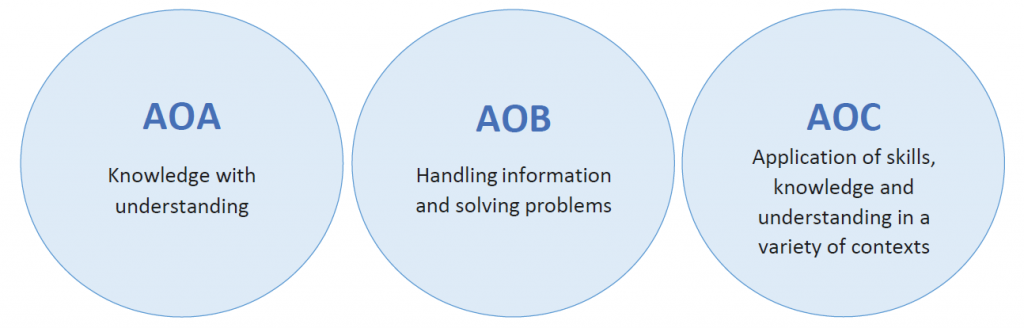 AOA
Knowledge with
understanding
AOB
Handling information
and solving problems
AOC
Application of skills,
knowledge and
understanding in a
variety of contexts